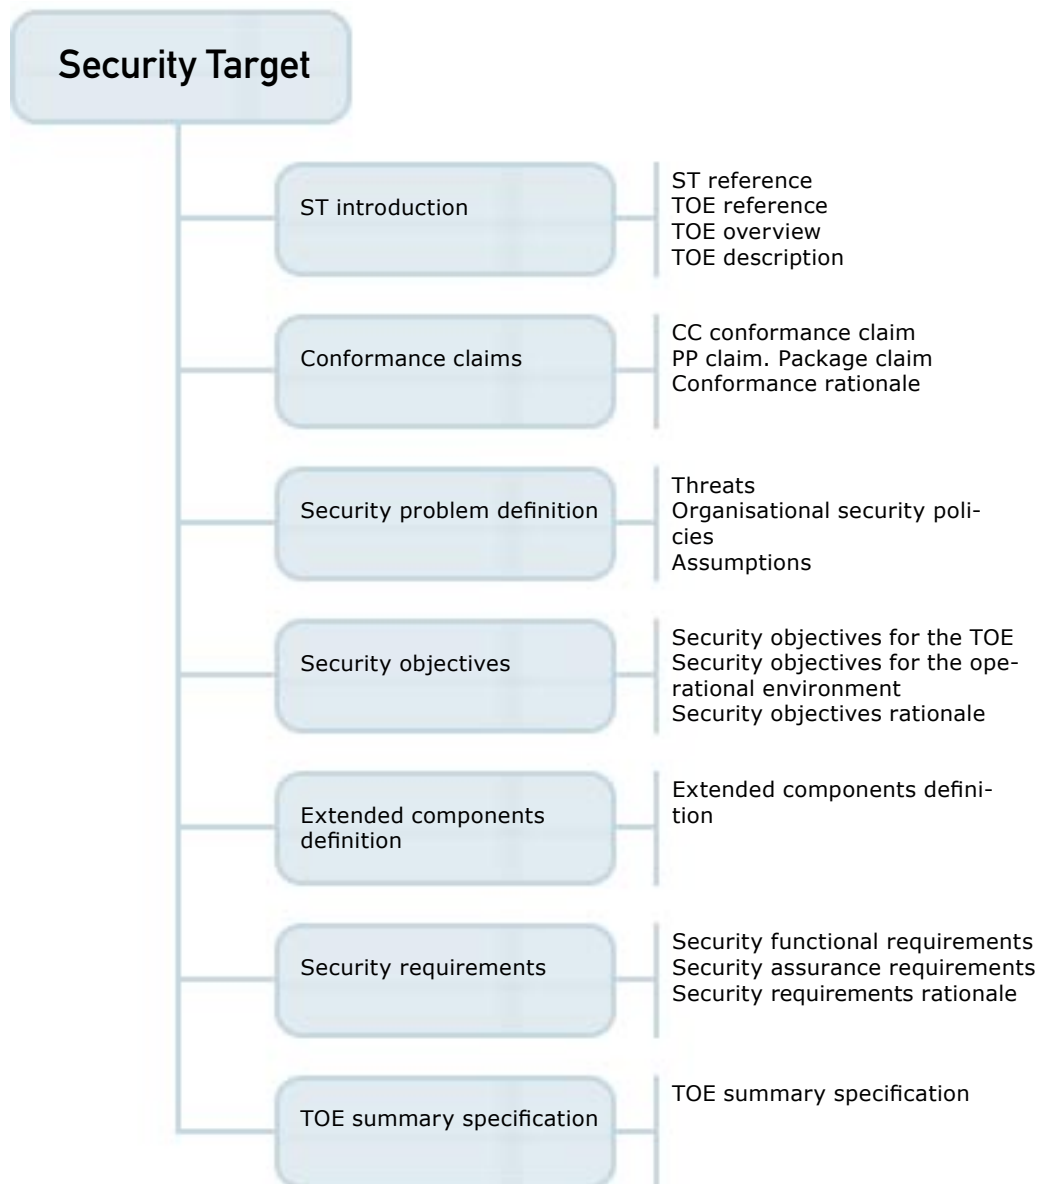 Security Target
ST introduction
ST reference
TOE reference
TOE overview
TOE description
Conformance claims
CC conformance claim
PP claim. Package claim
Conformance rationale
Security problem definition
Threats
Organisational security poli-
cies
Assumptions
Security objectives
Security objectives for the TOE
Security objectives for the ope-
rational environment
Security objectives rationale
Extended components
definition
Extended components defini-
tion
Security requirements
Security functional requirements
Security assurance requirements
Security requirements rationale
TOE summary specification
TOE summary specification